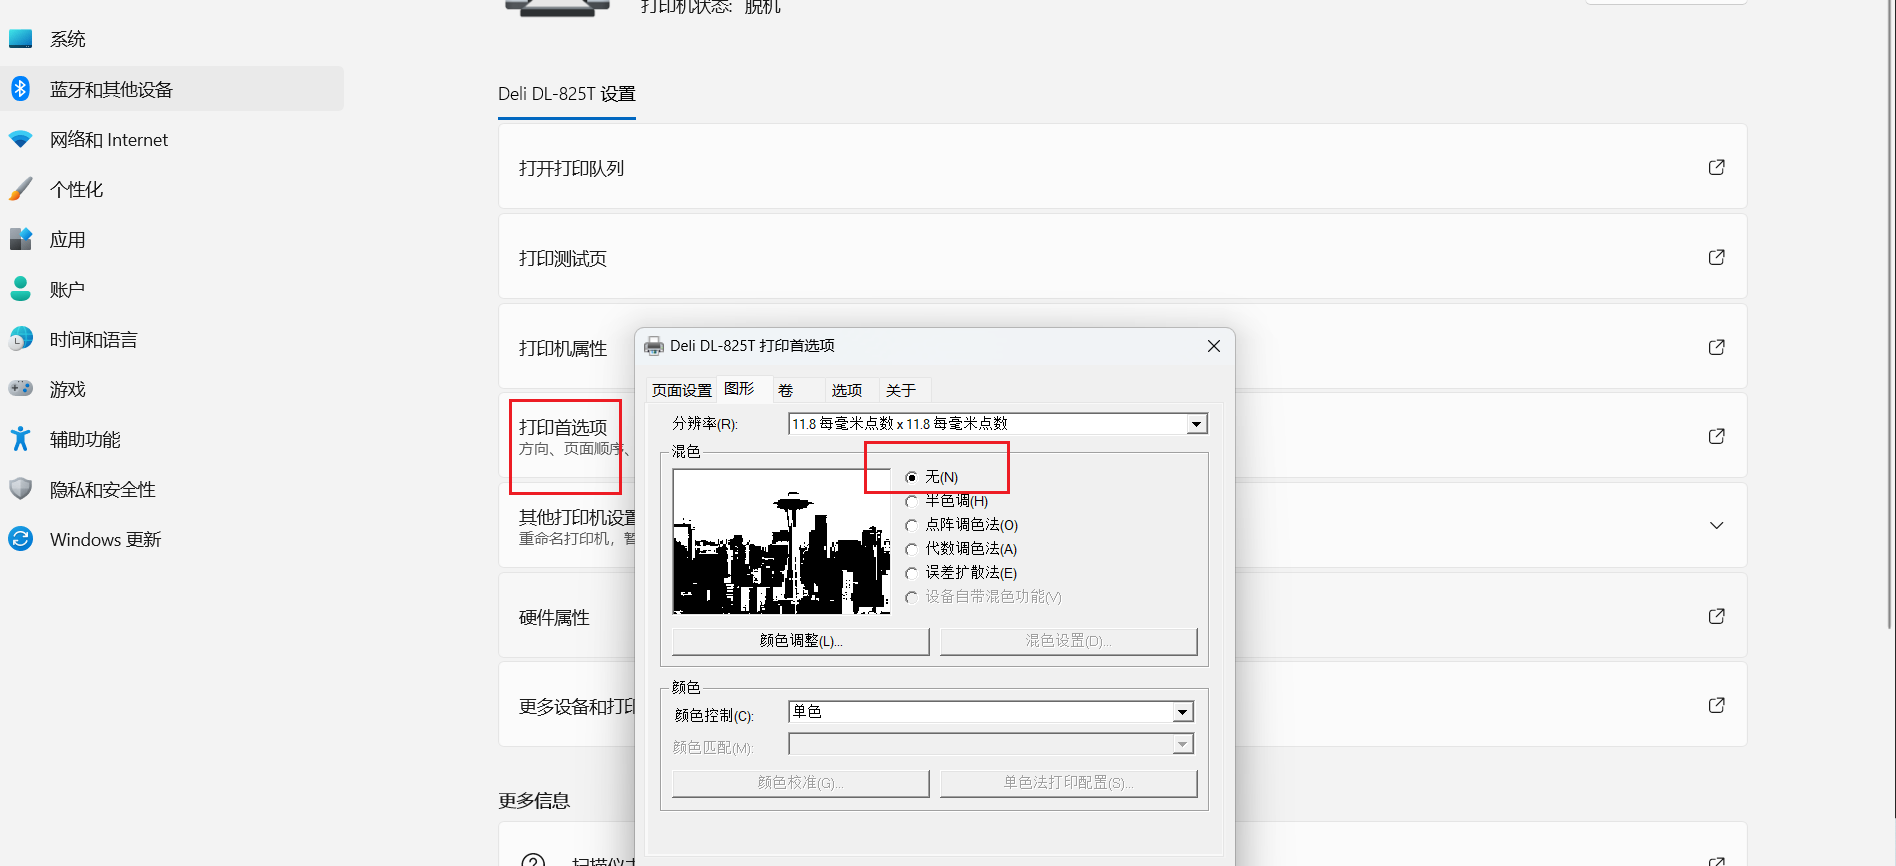 打印机状态: 脱机
系统
蓝牙和其他设备
网络和 Internet
个性化
应用
账户
时间和语言
游戏
辅助功能
隐私和安全性
Windows 更新
Deli DL-825T 设置
打开打印队列
打印测试页
打印机属性
打印首选项
方向、页面顺序、
其他打印机设置
重命名打印机，暂
硬件属性
更多设备和打印
更多信息
Deli DL-825T 打印首选项
页面设置 图形 卷 选项 关于
分辨率(R): 11.8 每毫米点数 x 11.8 每毫米点数
混色
无(N)
半色调(H)
点阵调色法(O)
代数调色法(A)
误差扩散法(E)
设备自带混色功能(V)
颜色调整(L)... 混色设置(D)...
颜色
颜色控制(C): 单色
颜色匹配(M):
颜色校准(G)... 单色法打印配置(S)...